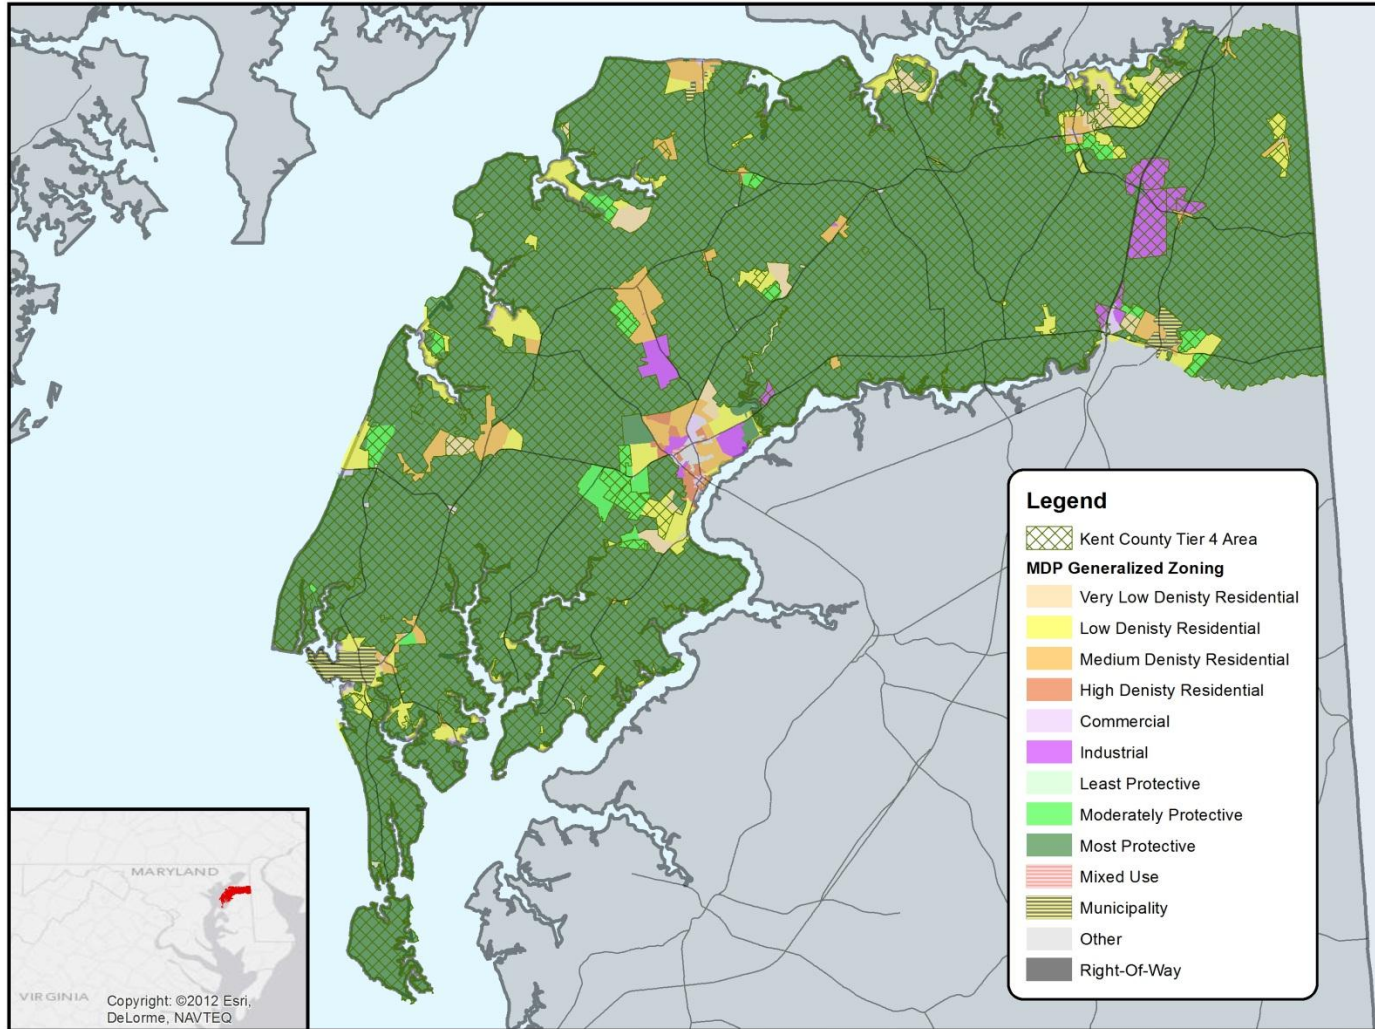 Legend
Kent County Tier 4 Area
MDP Generalized Zoning
Very Low Denisty Residential
Low Denisty Residential
Medium Denisty Residential
High Denisty Residential
Commercial
Industrial
Least Protective
Moderately Protective
Most Protective
Mixed Use
Municipality
Other
Right-Of-Way
MARYLAND
VIRGINIA
Copyright: ©2012 Esri,
DeLorme, NAVTEQ